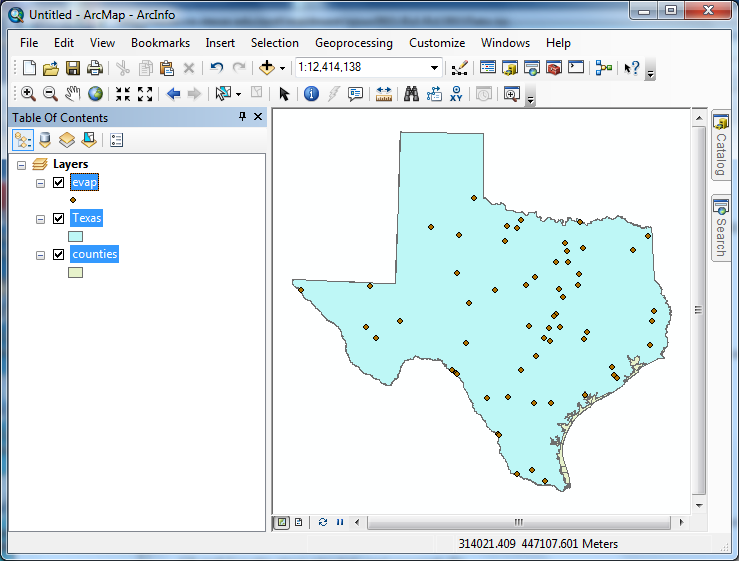 Untitled - ArcMap - ArcInfo
File Edit View Bookmarks Insert Selection Geoprocessing Customize Windows Help
1:12,414,138
XY
Table Of Contents
Layers
evap
Texas
counties
Catalog
Search
314021.409 447107.601 Meters